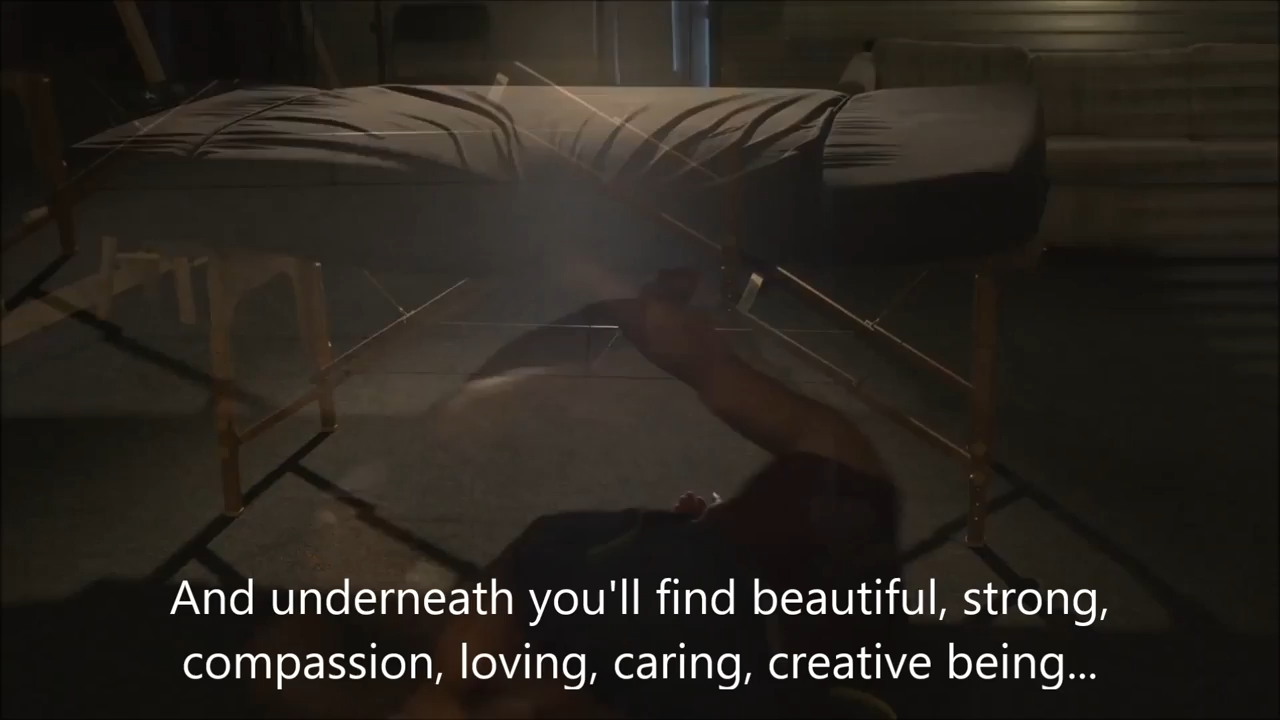 And underneath you'll find beautiful, strong,
compassion, loving, caring, creative being...